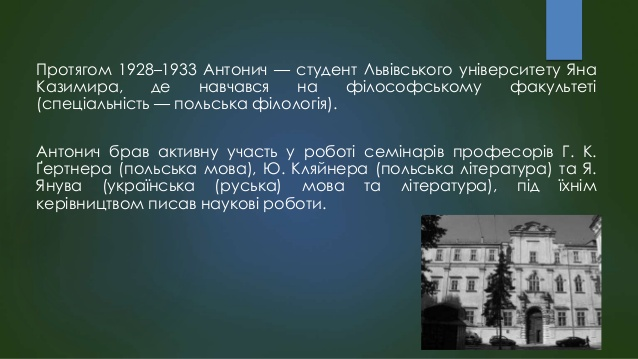 Протягом 1928–1933 Антонич — студент Львівського університету Яна
Казимира, де навчався на філософському факультеті
(спеціальність — польська філологія).
Антонич брав активну участь у роботі семінарів професорів Г. К.
Ґертнера (польська мова), Ю. Кляйнера (польська література) та Я.
Янува (українська (руська) мова та література), під їхнім
керівництвом писав наукові роботи.